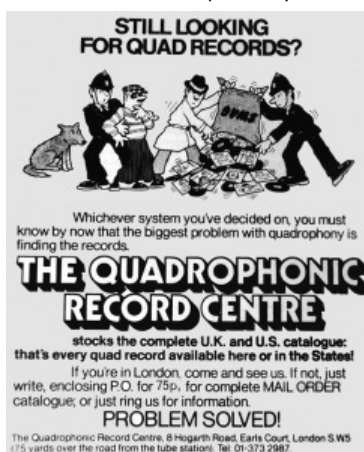 STILL LOOKING
FOR QUAD RECORDS?
Whichever system you've decided on, you must
know by now that the biggest problem with quadrophony is
finding the records.
THE QUADROPHONIC
RECORD CENTRE
stocks the complete U.K. and U.S. catalogue:
that's every quad record available here or in the States!
If you're in London, come and see us. If not, just
write, enclosing P.O. for 75p, for complete MAIL ORDER
catalogue; or just ring us for information.
PROBLEM SOLVED!
The Quadrophonic Record Centre, 8 Hogarth Road, Earls Court, London S.W5
(75 yards over the road from the tube station). Tel: 01-373 2987.